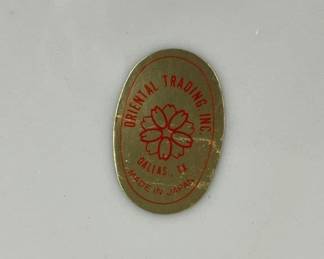 ORIENTAL TRADING INC.
DALLAS, TX
MADE IN JAPAN